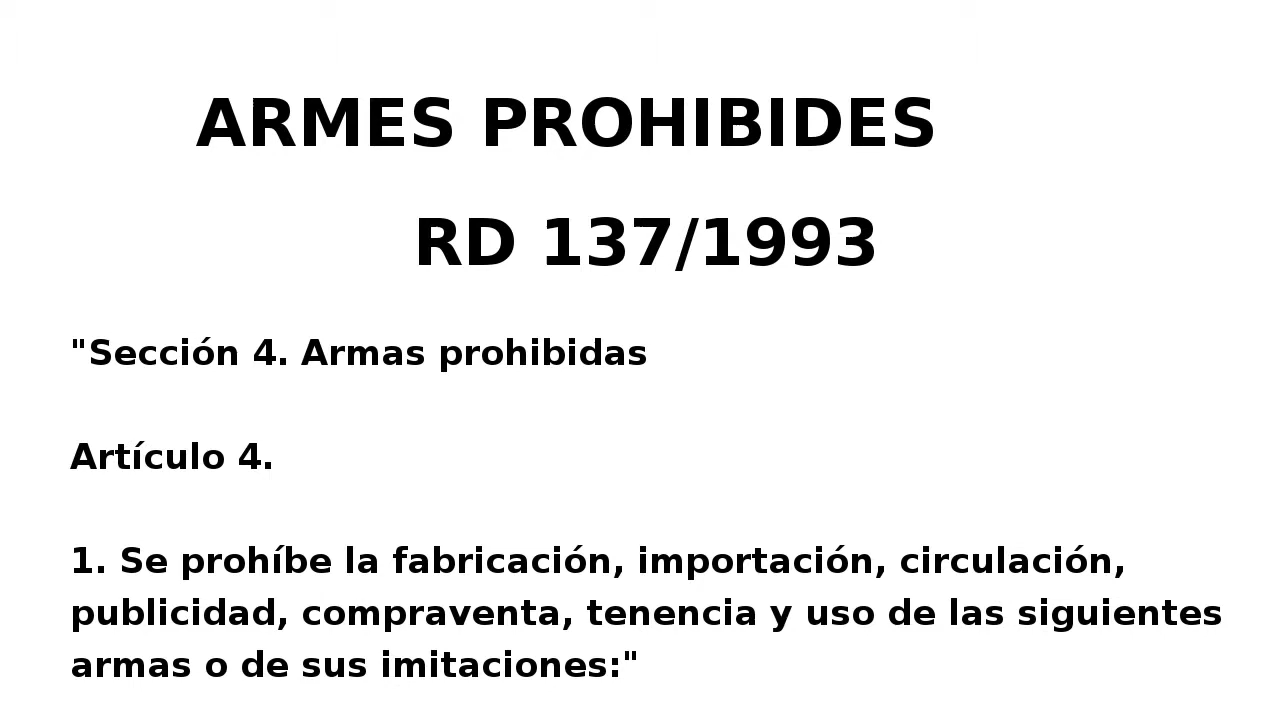 ARMES PROHIBIDES
RD 137/1993
"Sección 4. Armas prohibidas
Artículo 4.
1. Se prohíbe la fabricación, importación, circulación,
publicidad, compraventa, tenencia y uso de las siguientes
armas o de sus imitaciones:"